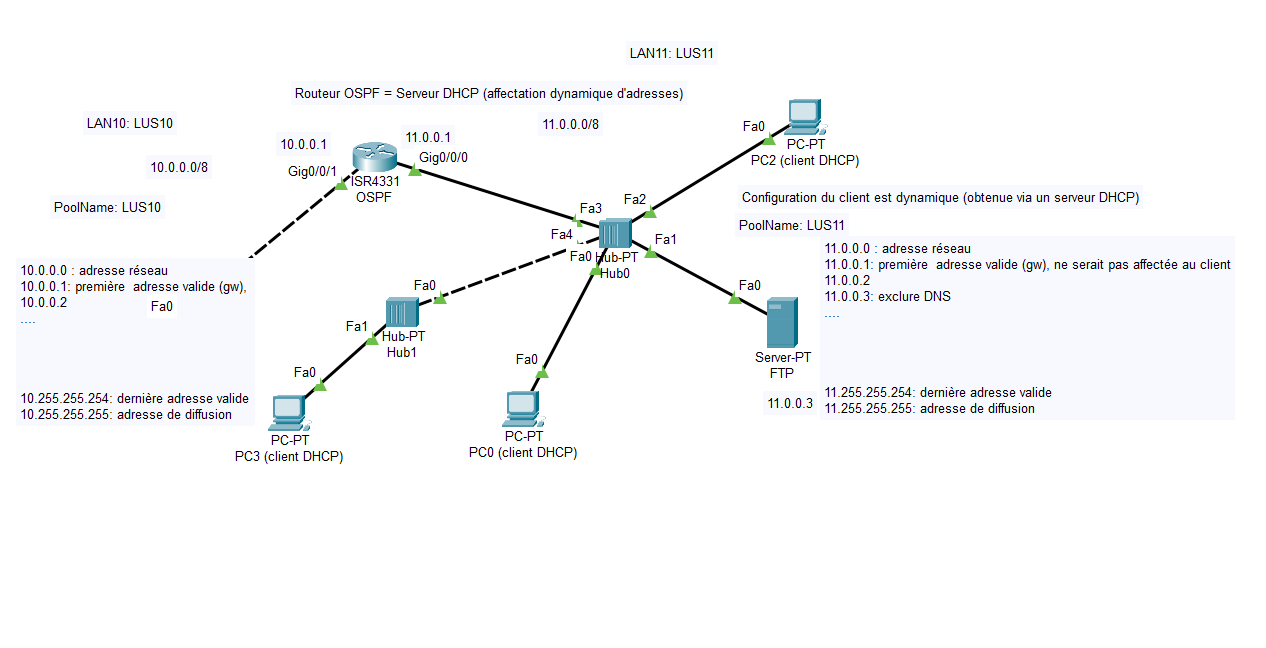 LAN11: LUS11
Routeur OSPF = Serveur DHCP (affectation dynamique d'adresses)
LAN10: LUS10
11.0.0.0/8
10.0.0.1
11.0.0.1
Fa0
PC-PT
PC2 (client DHCP)
10.0.0.0/8
Gig0/0/1
Gig0/0/0
ISR4331
OSPF
PoolName: LUS10
Fa3
Fa2
Configuration du client est dynamique (obtenue via un serveur DHCP)
PoolName: LUS11
Fa4
Fa1
Fa0
Hub-PT
Hub0
11.0.0.0 : adresse réseau
11.0.0.1: première  adresse valide (gw), ne serait pas affectée au client
11.0.0.2
11.0.0.3: exclure DNS
....
11.255.255.254: dernière adresse valide
11.255.255.255: adresse de diffusion
10.0.0.0 : adresse réseau
10.0.0.1: première  adresse valide (gw),
10.0.0.2
....
Fa0
10.255.255.254: dernière adresse valide
10.255.255.255: adresse de diffusion
Fa0
Fa1
Hub-PT
Hub1
Fa0
Server-PT
FTP
11.0.0.3
Fa0
PC-PT
PC3 (client DHCP)
Fa0
PC-PT
PC0 (client DHCP)